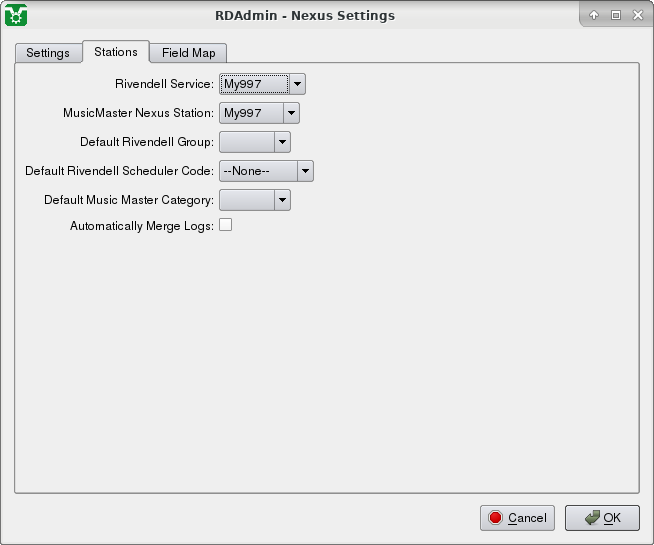 RDAdmin - Nexus Settings
Settings Stations Field Map
Rivendell Service: My997
MusicMaster Nexus Station: My997
Default Rivendell Group:
Default Rivendell Scheduler Code: --None--
Default Music Master Category:
Automatically Merge Logs:
Cancel OK